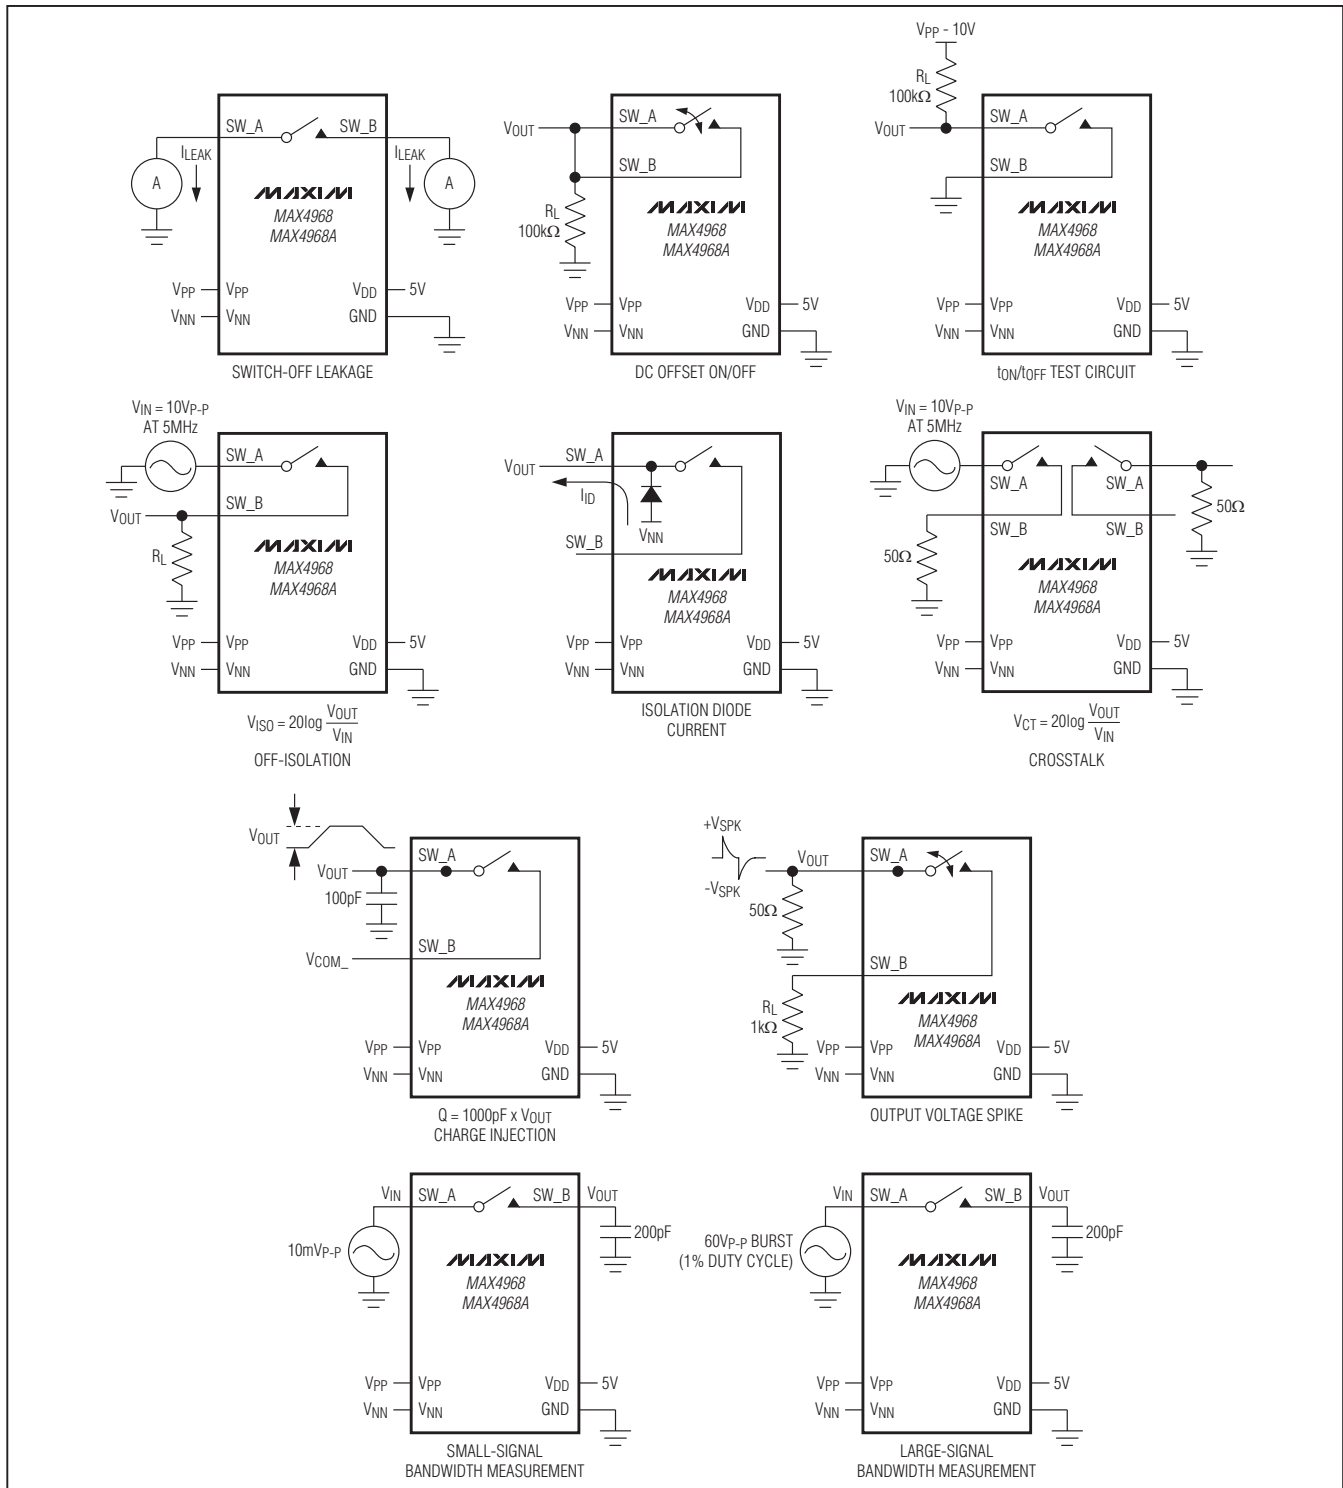 SW_A SW_B
ILEAK ILEAK
A A
MAXIM
MAX4968
MAX4968A
VPP VPP VDD 5V
VNN VNN GND
SWITCH-OFF LEAKAGE
VOUT SW_A
SW_B
RL
100kΩ
MAXIM
MAX4968
MAX4968A
VPP VPP VDD 5V
VNN VNN GND
DC OFFSET ON/OFF
VPP - 10V
RL
100kΩ
VOUT SW_A
SW_B
MAXIM
MAX4968
MAX4968A
VPP VPP VDD 5V
VNN VNN GND
tON/tOFF TEST CIRCUIT
VIN = 10VP-P
AT 5MHz
SW_A
SW_B
VOUT
RL
MAXIM
MAX4968
MAX4968A
VPP VPP VDD 5V
VNN VNN GND
VISO = 20log VOUT
VIN
OFF-ISOLATION
VOUT SW_A
IID
VNN
SW_B
MAXIM
MAX4968
MAX4968A
VPP VPP VDD 5V
VNN VNN GND
ISOLATION DIODE
CURRENT
VIN = 10VP-P
AT 5MHz
SW_A SW_A
50Ω
SW_B SW_B
50Ω
MAXIM
MAX4968
MAX4968A
VPP VPP VDD 5V
VNN VNN GND
VCT = 20log VOUT
VIN
CROSSTALK
VOUT
VOUT SW_A
100pF
VCOM_ SW_B
MAXIM
MAX4968
MAX4968A
VPP VPP VDD 5V
VNN VNN GND
Q = 1000pF x VOUT
CHARGE INJECTION
+VSPK
VOUT SW_A
-VSPK
50Ω
SW_B
RL
1kΩ
MAXIM
MAX4968
MAX4968A
VPP VPP VDD 5V
VNN VNN GND
OUTPUT VOLTAGE SPIKE
VIN SW_A SW_B VOUT
200pF
10mVP-P
MAXIM
MAX4968
MAX4968A
VPP VPP VDD 5V
VNN VNN GND
SMALL-SIGNAL
BANDWIDTH MEASUREMENT
VIN SW_A SW_B VOUT
200pF
60VP-P BURST
(1% DUTY CYCLE)
MAXIM
MAX4968
MAX4968A
VPP VPP VDD 5V
VNN VNN GND
LARGE-SIGNAL
BANDWIDTH MEASUREMENT